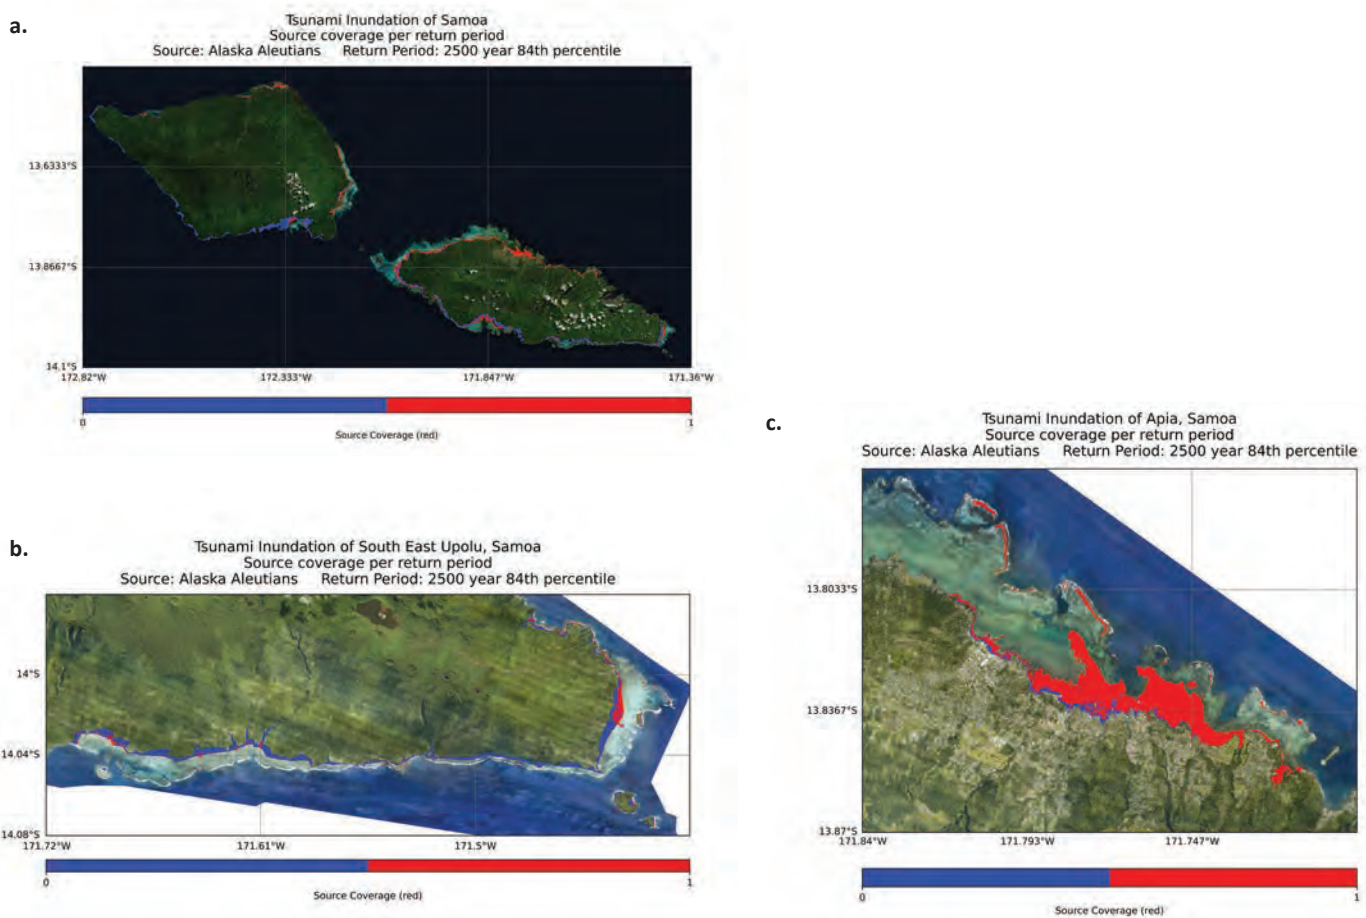 a.
Tsunami Inundation of Samoa
Source coverage per return period
Source: Alaska Aleutians Return Period: 2500 year 84th percentile
13.6333°S
13.8667°S
14.1°S
172.82°W 172.333°W 171.847°W 171.36°W
0 1
Source Coverage (red)
b.
Tsunami Inundation of South East Upolu, Samoa
Source coverage per return period
Source: Alaska Aleutians Return Period: 2500 year 84th percentile
14°S
14.04°S
14.08°S
171.72°W 171.61°W 171.5°W
0 1
Source Coverage (red)
c.
Tsunami Inundation of Apia, Samoa
Source coverage per return period
Source: Alaska Aleutians Return Period: 2500 year 84th percentile
13.8033°S
13.8367°S
13.87°S
171.84°W 171.793°W 171.747°W
0 1
Source Coverage (red)